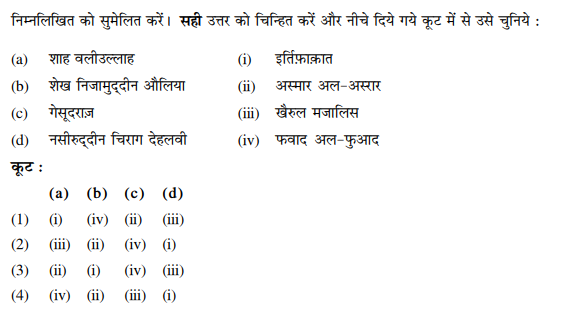 निम्नलिखित को सुमेलित करें। सही उत्तर को चिन्हित करें और नीचे दिये गये कूट में से उसे चुनिये :
(a) शाह वलीउल्लाह (i) इर्तिफ़ाक़ात
(b) शेख निजामुद्दीन औलिया (ii) अस्मार अल-अस्रार
(c) गेसूदराज़ (iii) खैरुल मजालिस
(d) नसीरुद्दीन चिराग देहलवी (iv) फवाद अल-फुआद
कूट :
(a) (b) (c) (d)
(1) (i) (iv) (ii) (iii)
(2) (iii) (ii) (iv) (i)
(3) (ii) (i) (iv) (iii)
(4) (iv) (ii) (iii) (i)